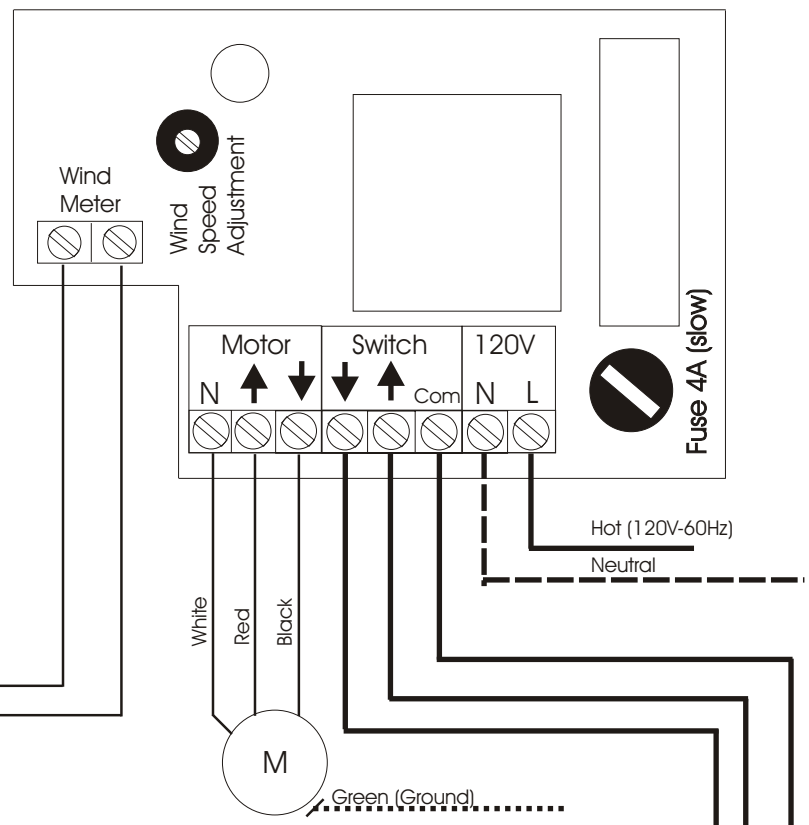 Wind
Meter
Wind
Speed
Adjustment
Motor
Switch
120V
N
Com
N
L
Fuse 4A (slow)
Hot (120V-60Hz)
Neutral
White
Red
Black
M
Green (Ground)